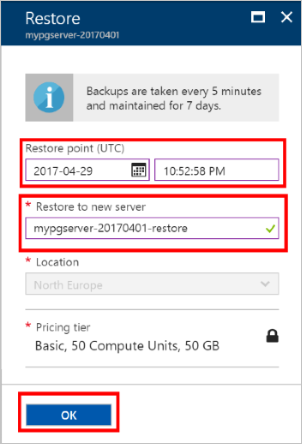 Restore
mypgserver-20170401
Backups are taken every 5 minutes
and maintained for 7 days.
Restore point (UTC)
2017-04-29 10:52:58 PM
* Restore to new server
mypgserver-20170401-restore
* Location
North Europe
* Pricing tier
Basic, 50 Compute Units, 50 GB
OK